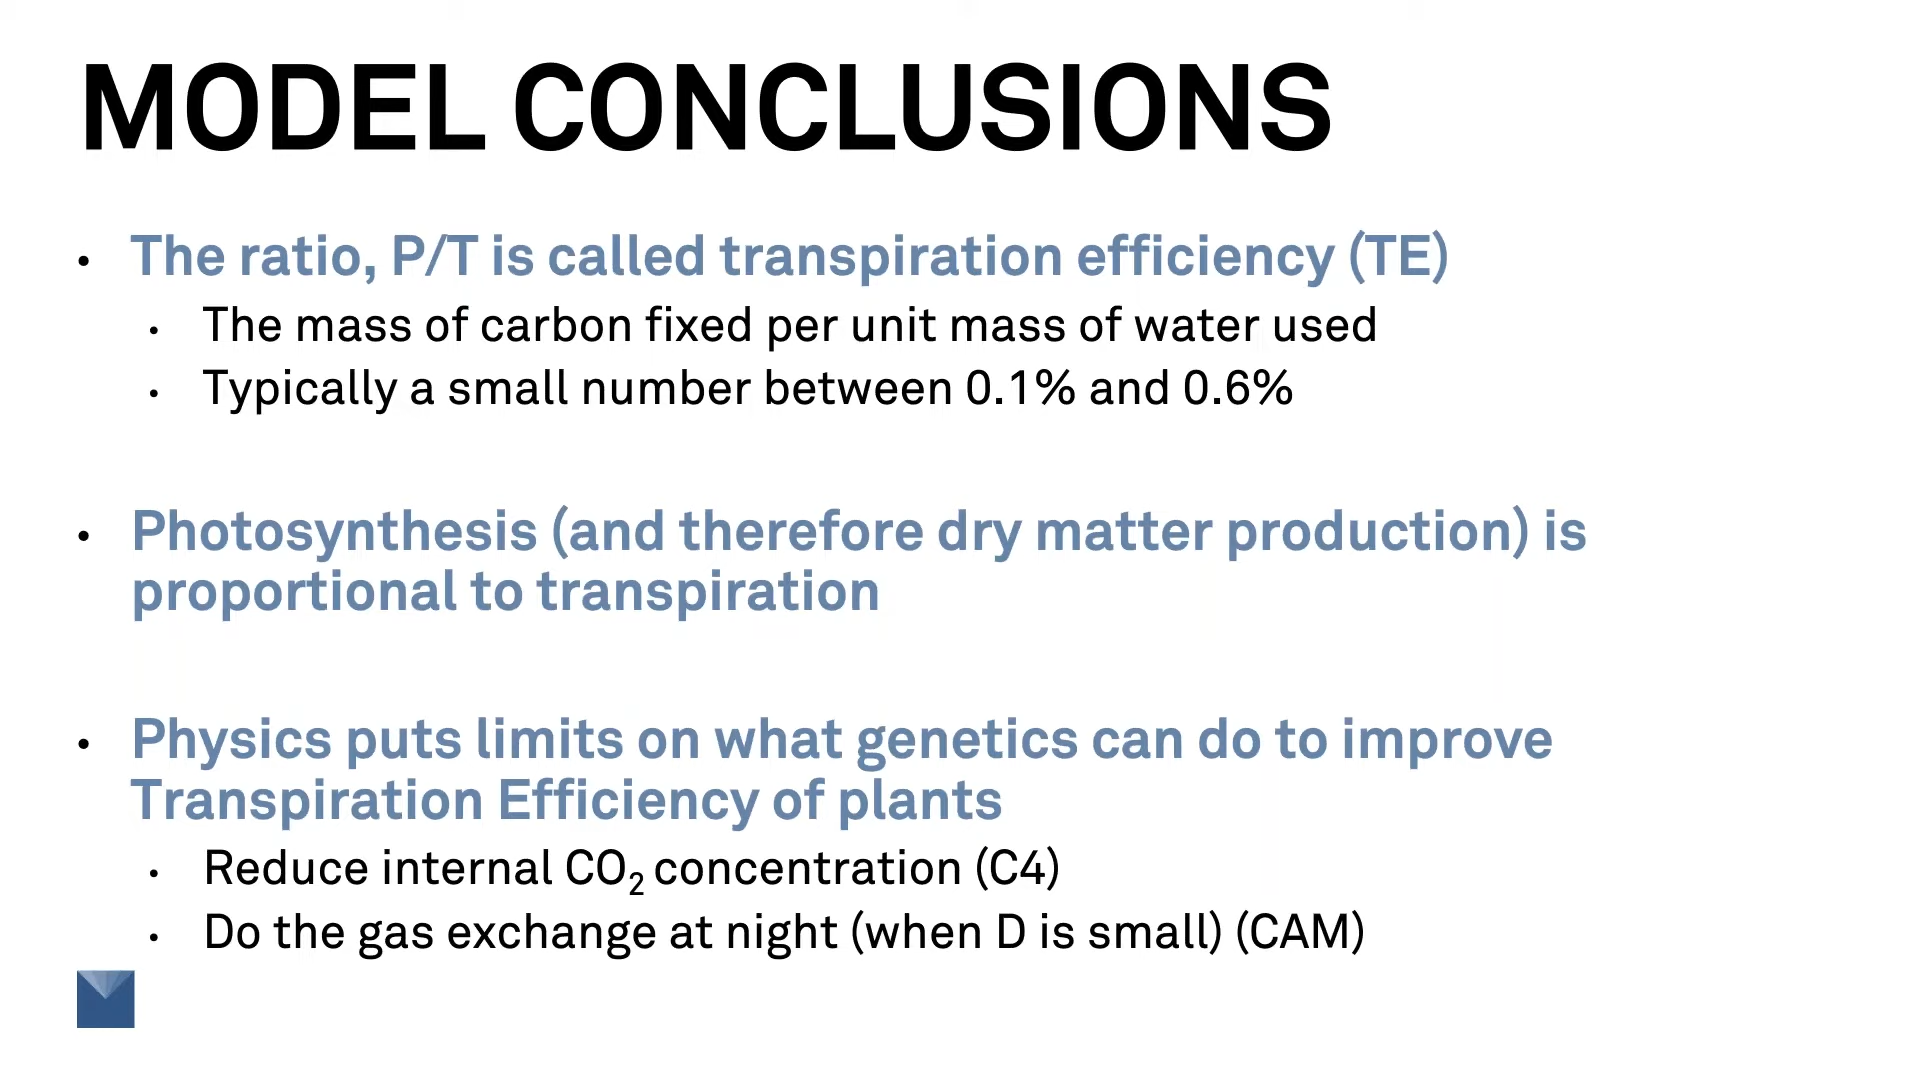 MODEL CONCLUSIONS
• The ratio, P/T is called transpiration efficiency (TE)
• The mass of carbon fixed per unit mass of water used
• Typically a small number between 0.1% and 0.6%
• Photosynthesis (and therefore dry matter production) is
proportional to transpiration
• Physics puts limits on what genetics can do to improve
Transpiration Efficiency of plants
• Reduce internal CO₂ concentration (C4)
• Do the gas exchange at night (when D is small) (CAM)